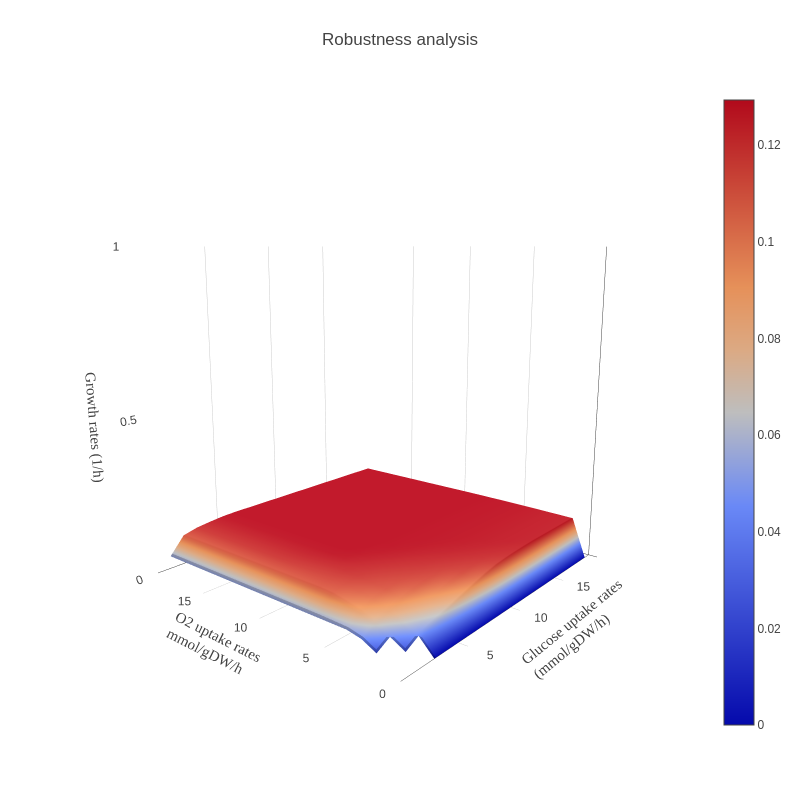 Robustness analysis
1
0.5
0
Growth rates (1/h)
15
10
5
0
O2 uptake rates
mmol/gDW/h
5
10
15
Glucose uptake rates
(mmol/gDW/h)
0.12
0.1
0.08
0.06
0.04
0.02
0